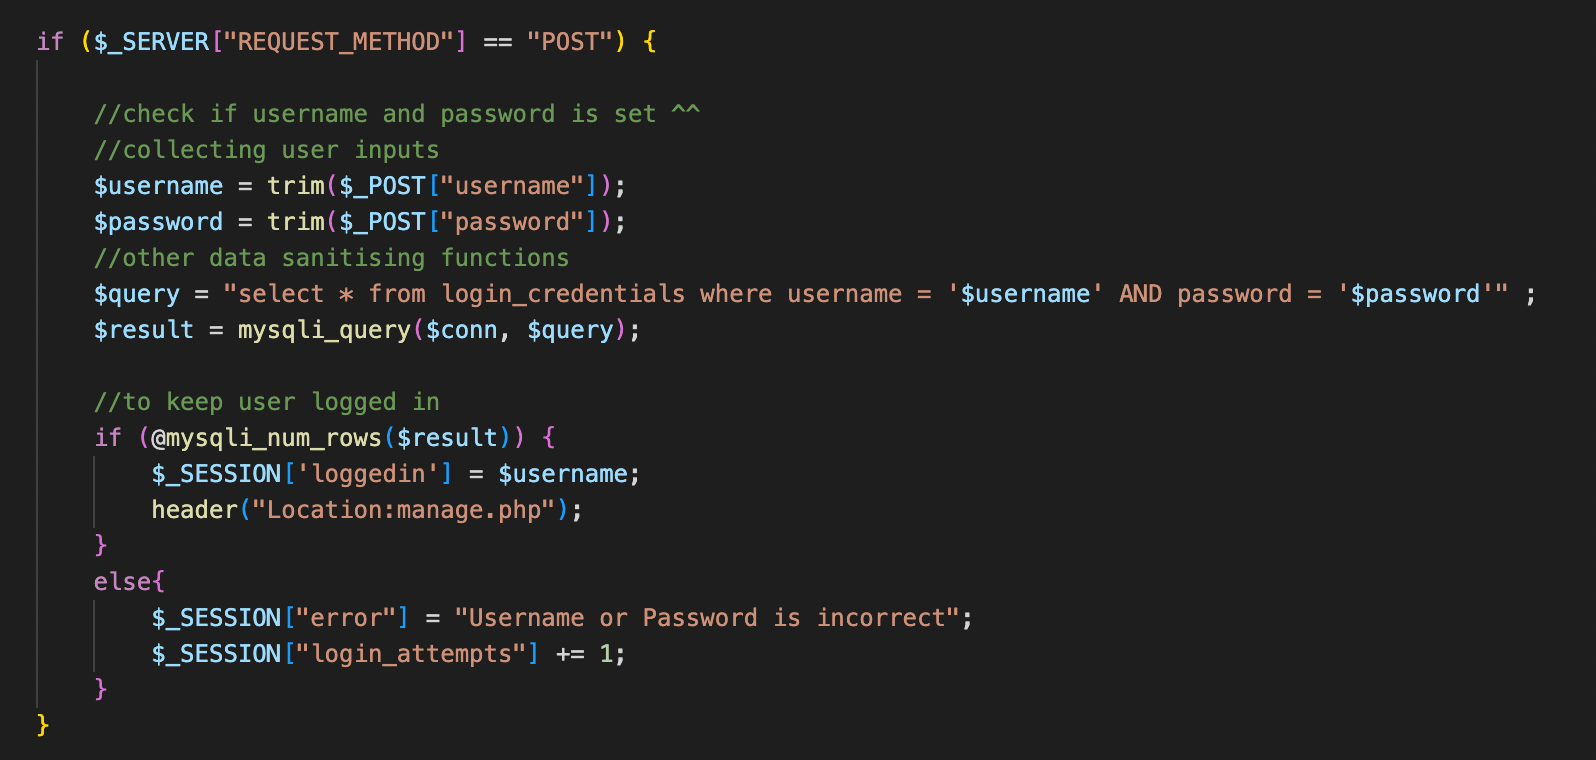 if ($_SERVER["REQUEST_METHOD"] == "POST") {
//check if username and password is set ^^
//collecting user inputs
$username = trim($_POST["username"]);
$password = trim($_POST["password"]);
//other data sanitising functions
$query = "select * from login_credentials where username = '$username' AND password = '$password'" ;
$result = mysqli_query($conn, $query);
//to keep user logged in
if (@mysqli_num_rows($result)) {
$_SESSION['loggedin'] = $username;
header("Location:manage.php");
}
else{
$_SESSION["error"] = "Username or Password is incorrect";
$_SESSION["login_attempts"] += 1;
}
}